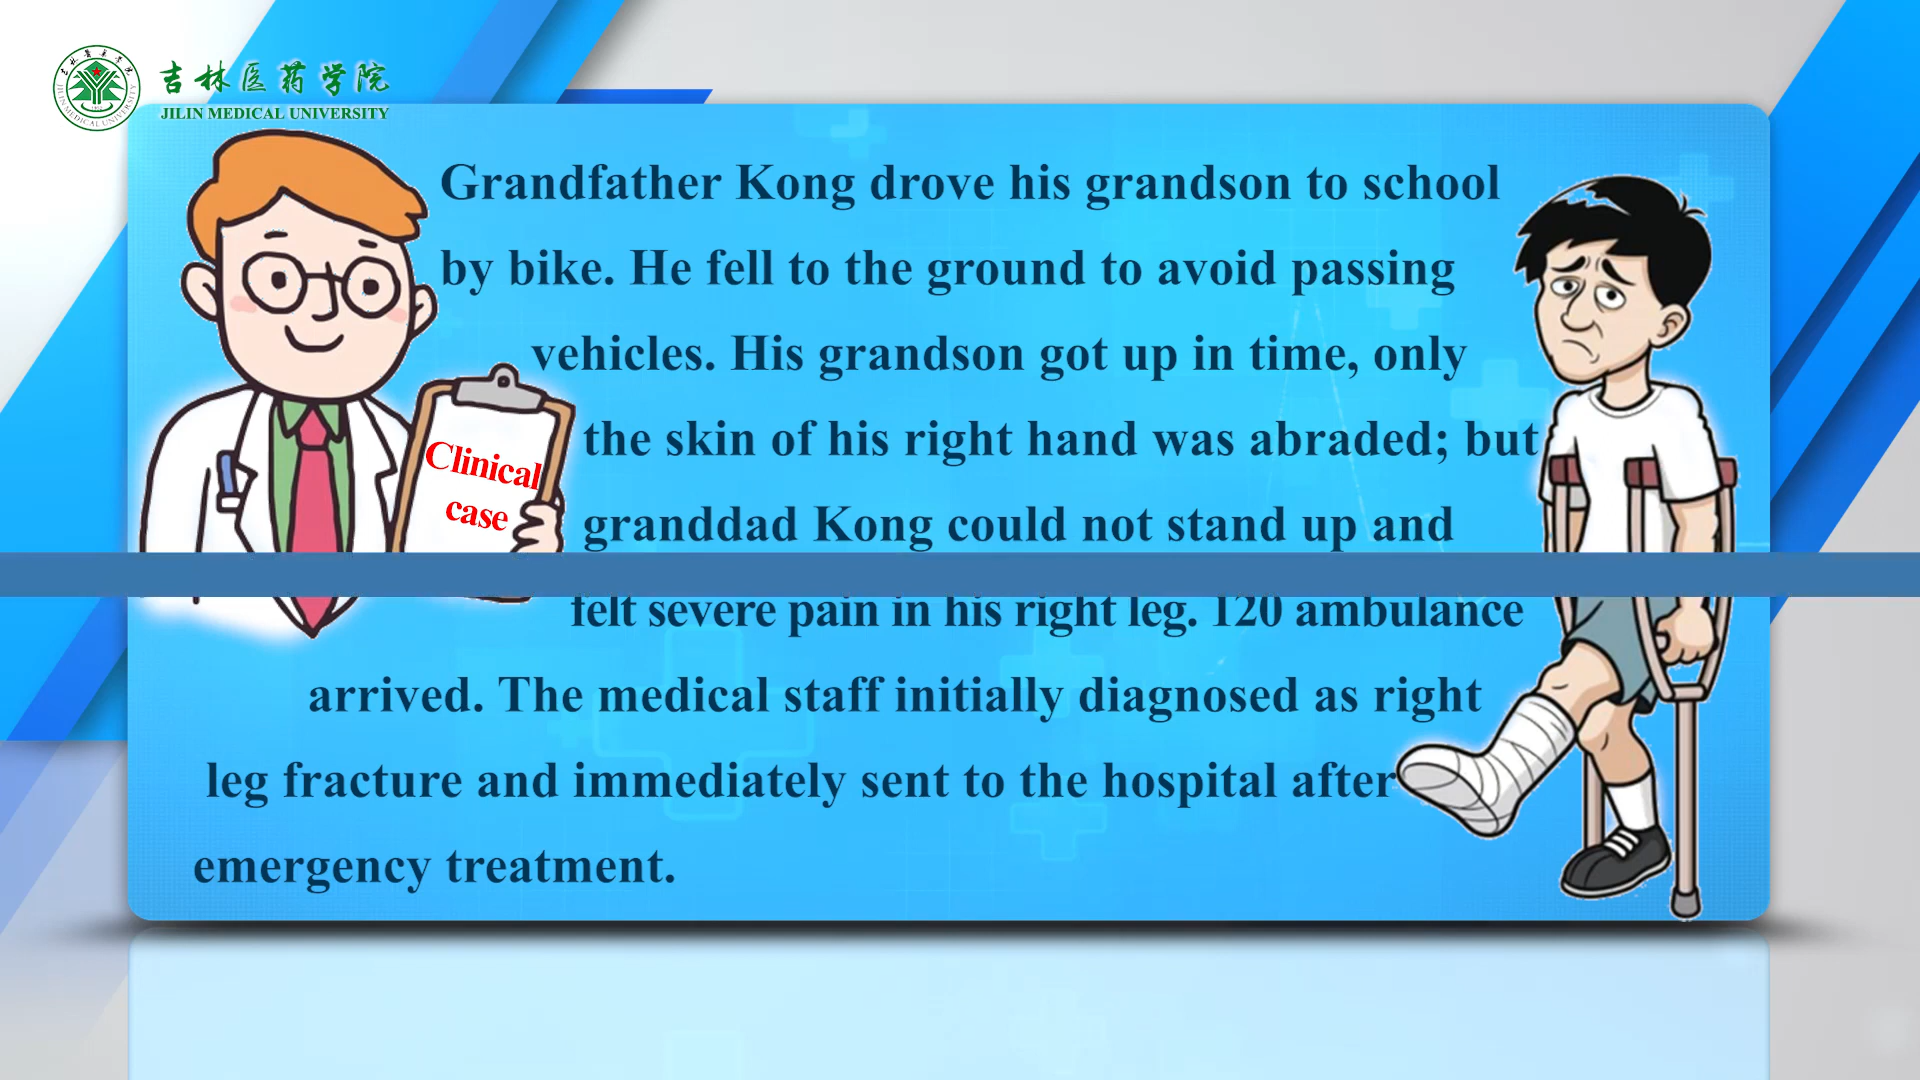 吉林医药学院
JILIN MEDICAL UNIVERSITY
Grandfather Kong drove his grandson to school
by bike. He fell to the ground to avoid passing
vehicles. His grandson got up in time, only
the skin of his right hand was abraded; but
granddad Kong could not stand up and
felt severe pain in his right leg. 120 ambulance
arrived. The medical staff initially diagnosed as right
leg fracture and immediately sent to the hospital after
emergency treatment.
Clinical
case